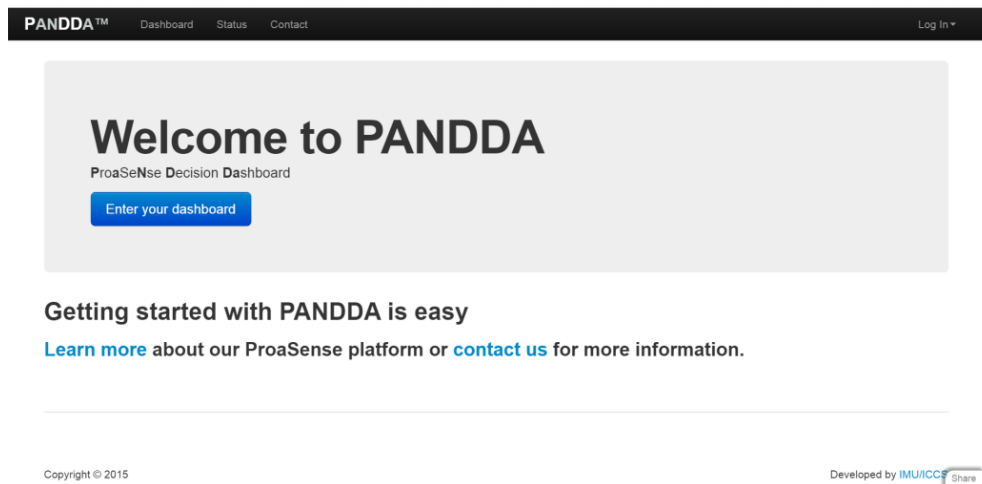 PANDDA™ Dashboard Status Contact Log In
Welcome to PANDDA
ProaSeNse Decision Dashboard
Enter your dashboard
Getting started with PANDDA is easy
Learn more about our ProaSense platform or contact us for more information.
Copyright © 2015 Developed by IMU/ICCS
Share